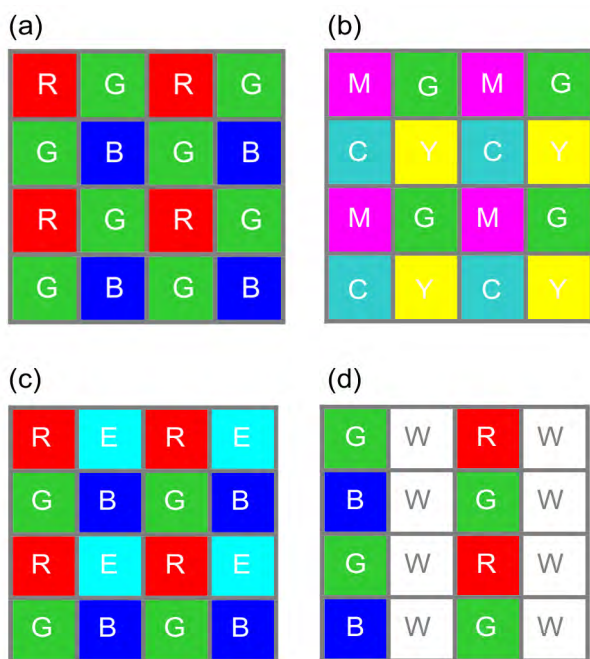 (a)
R G R G
G B G B
R G R G
G B G B
(b)
M G M G
C Y C Y
M G M G
C Y C Y
(c)
R E R E
G B G B
R E R E
G B G B
(d)
G W R W
B W G W
G W R W
B W G W